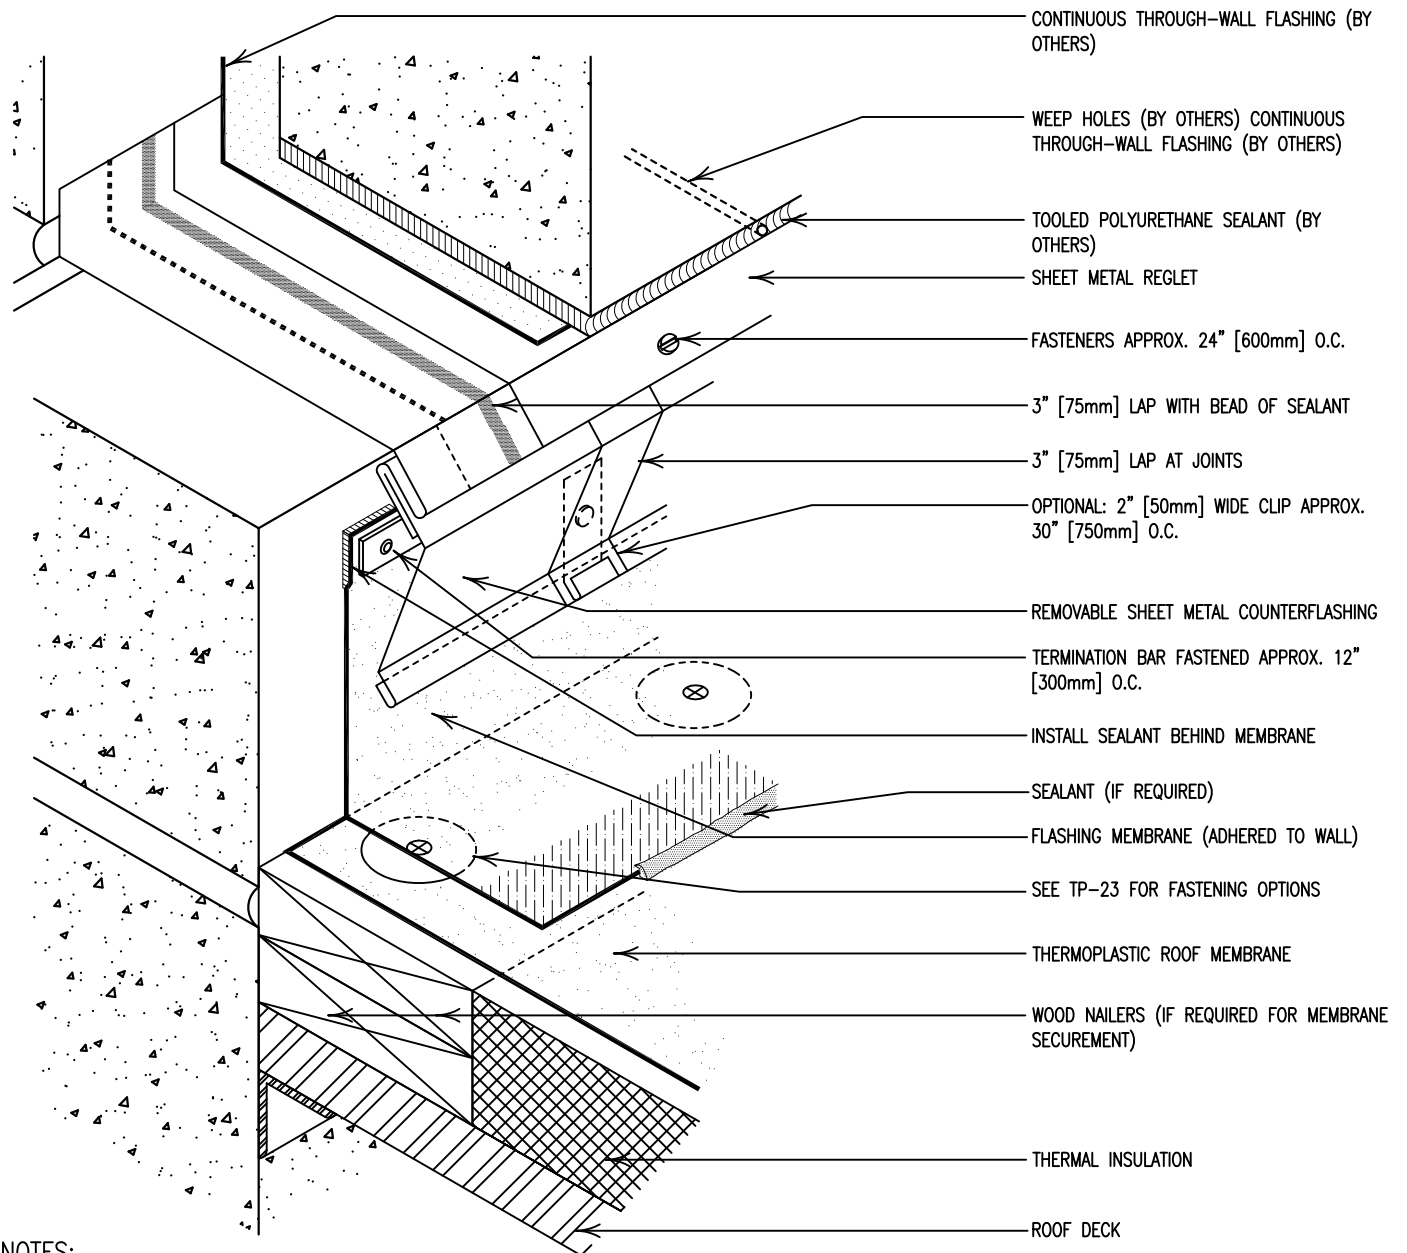 CONTINUOUS THROUGH-WALL FLASHING (BY
OTHERS)
WEEP HOLES (BY OTHERS) CONTINUOUS
THROUGH-WALL FLASHING (BY OTHERS)
TOOLED POLYURETHANE SEALANT (BY
OTHERS)
SHEET METAL REGLET
FASTENERS APPROX. 24" [600mm] O.C.
3" [75mm] LAP WITH BEAD OF SEALANT
3" [75mm] LAP AT JOINTS
OPTIONAL: 2" [50mm] WIDE CLIP APPROX.
30" [750mm] O.C.
REMOVABLE SHEET METAL COUNTERFLASHING
TERMINATION BAR FASTENED APPROX. 12"
[300mm] O.C.
INSTALL SEALANT BEHIND MEMBRANE
SEALANT (IF REQUIRED)
FLASHING MEMBRANE (ADHERED TO WALL)
SEE TP-23 FOR FASTENING OPTIONS
THERMOPLASTIC ROOF MEMBRANE
WOOD NAILERS (IF REQUIRED FOR MEMBRANE
SECUREMENT)
THERMAL INSULATION
ROOF DECK
NOTES: